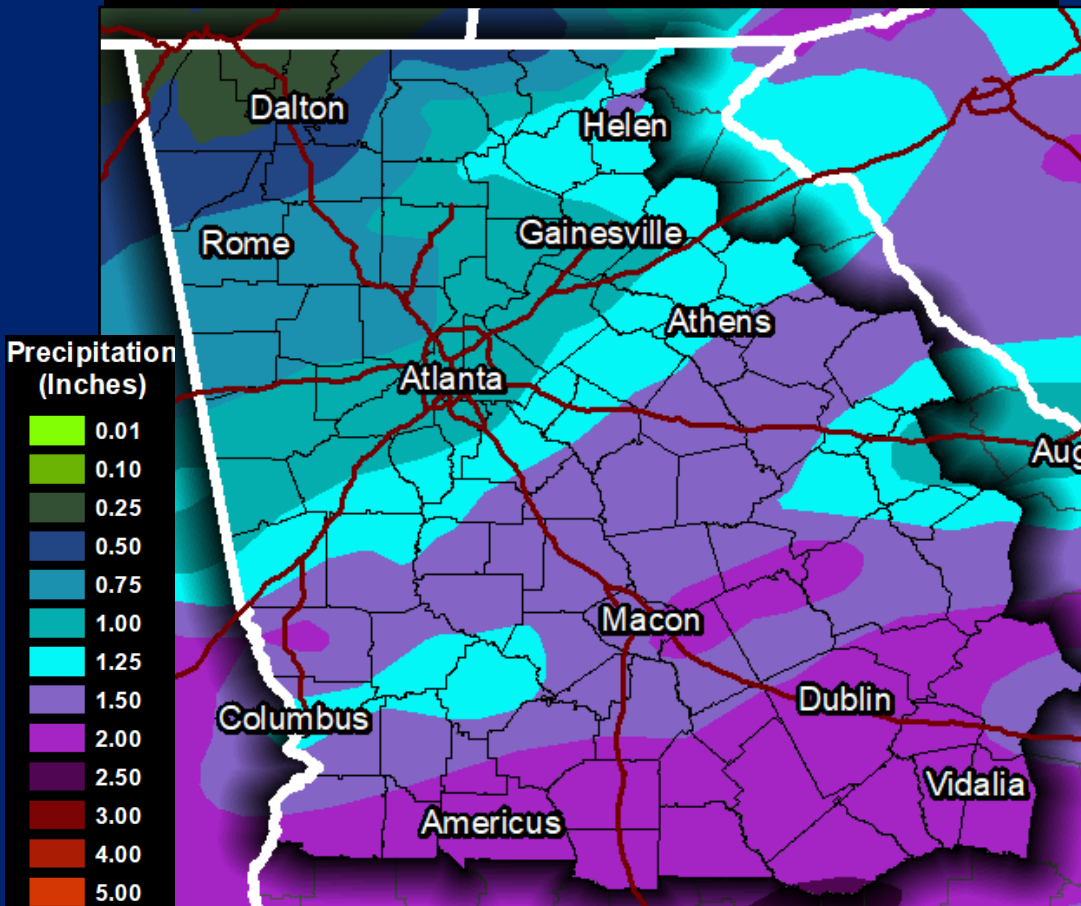 Dalton
Helen
Rome
Gainesville
Athens
Atlanta
Aug
Macon
Columbus
Dublin
Vidalia
Americus
Precipitation
(Inches)
0.01
0.10
0.25
0.50
0.75
1.00
1.25
1.50
2.00
2.50
3.00
4.00
5.00